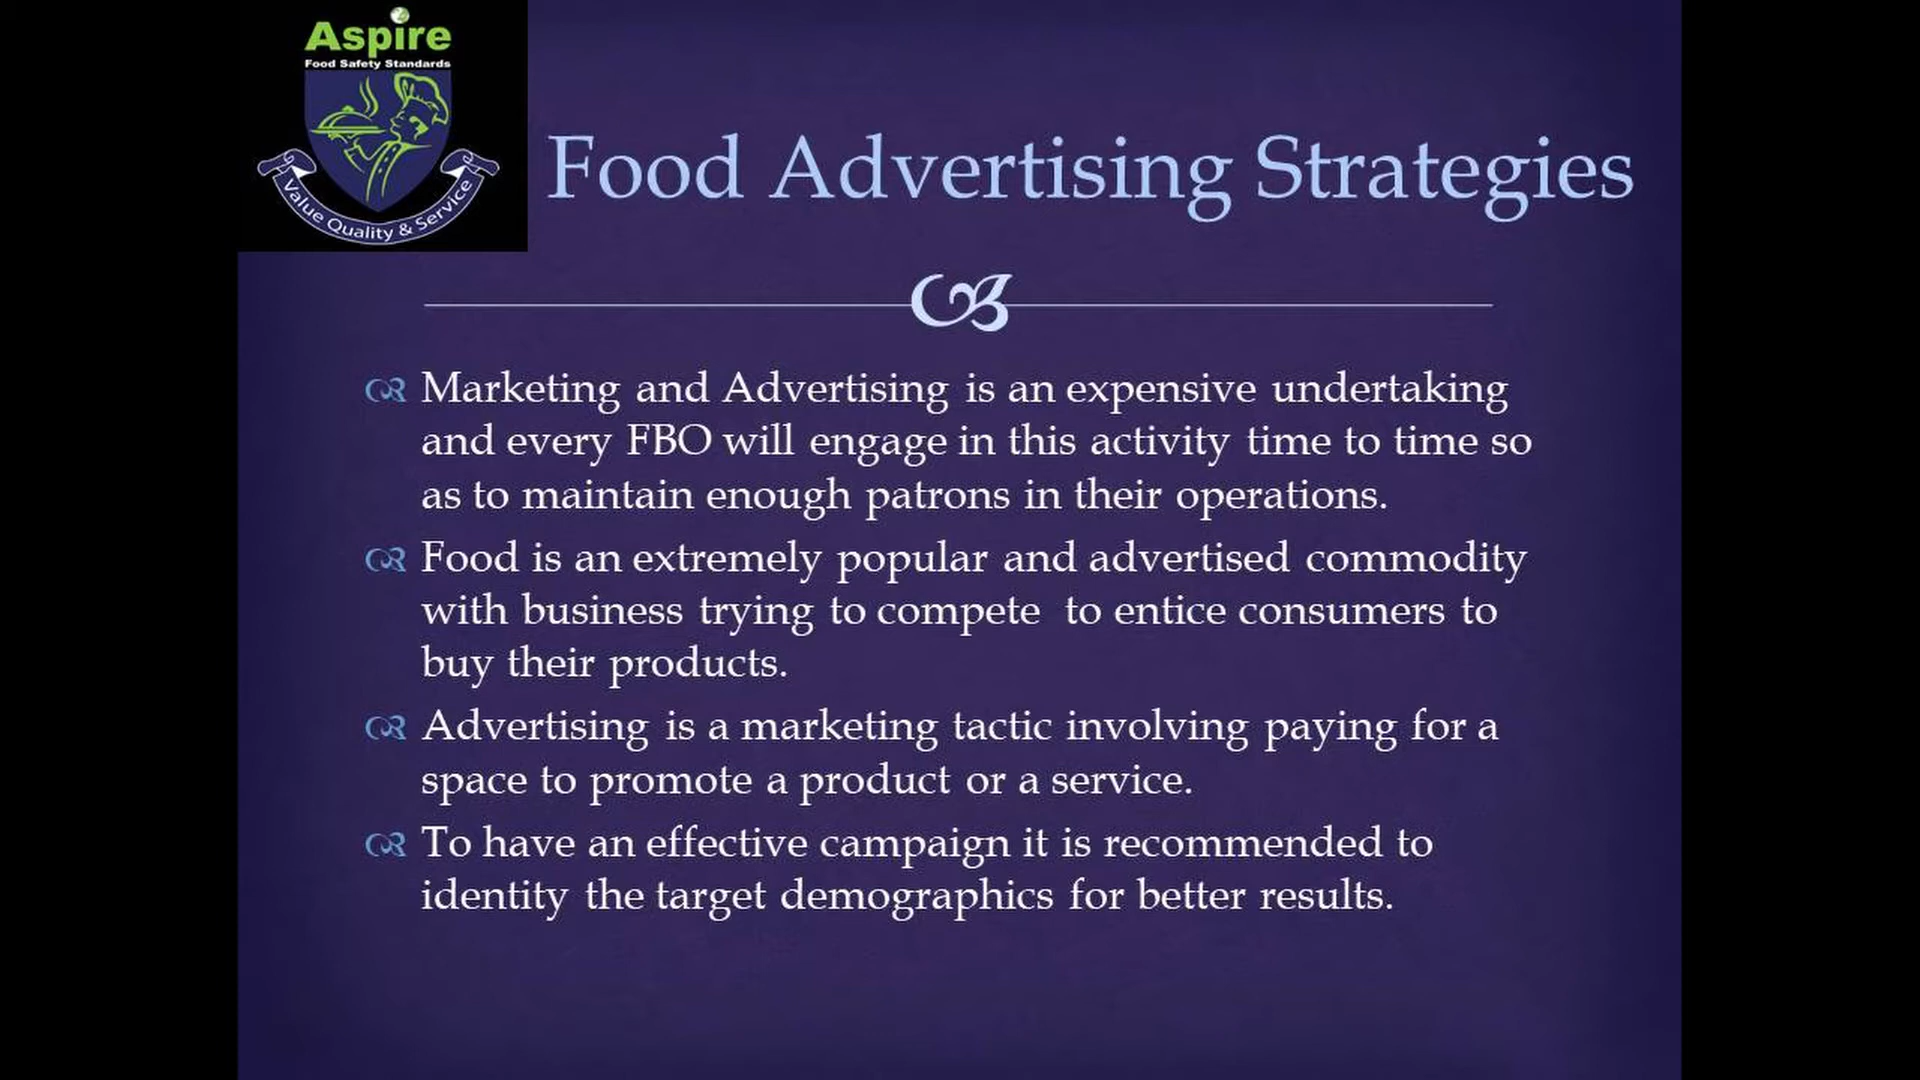 Aspire
Food Safety Standards
Value Quality & Service
Food Advertising Strategies
Marketing and Advertising is an expensive undertaking
and every FBO will engage in this activity time to time so
as to maintain enough patrons in their operations.
Food is an extremely popular and advertised commodity
with business trying to compete  to entice consumers to
buy their products.
Advertising is a marketing tactic involving paying for a
space to promote a product or a service.
To have an effective campaign it is recommended to
identity the target demographics for better results.